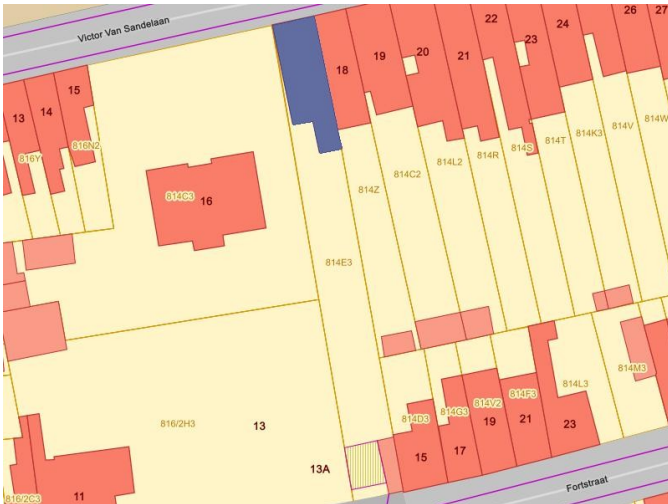 Victor Van Sandelaan
13
14
15
816Y
816N2
18
19
20
21
22
23
24
26
27
814C3
16
814Z
814C2
814L2
814R
814S
814T
814K3
814V
814W
814E3
816/2H3
13
13A
814D3
814G3
814V2
814F3
814L3
814M3
15
17
19
21
23
816/2C3
11
Fortstraat